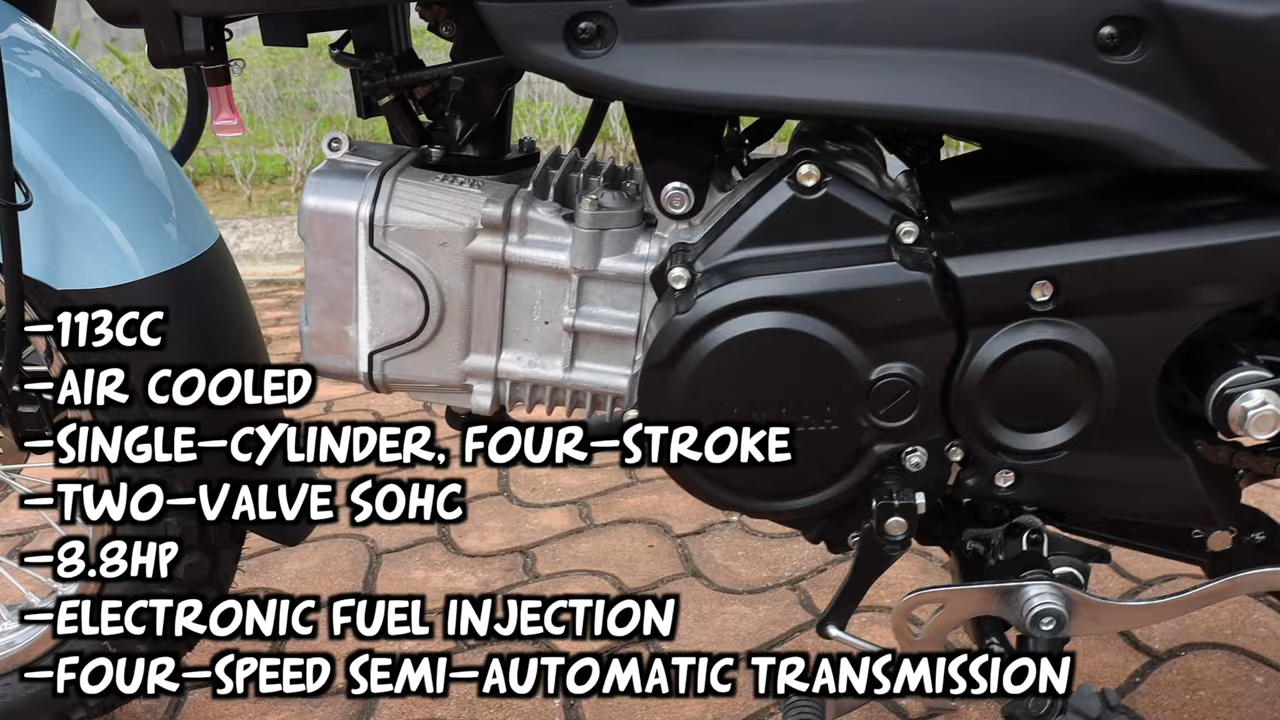 -113CC
-AIR COOLED
-SINGLE-CYLINDER, FOUR-STROKE
-TWO-VALVE SOHC
-8.8HP
-ELECTRONIC FUEL INJECTION
-FOUR-SPEED SEMI-AUTOMATIC TRANSMISSION